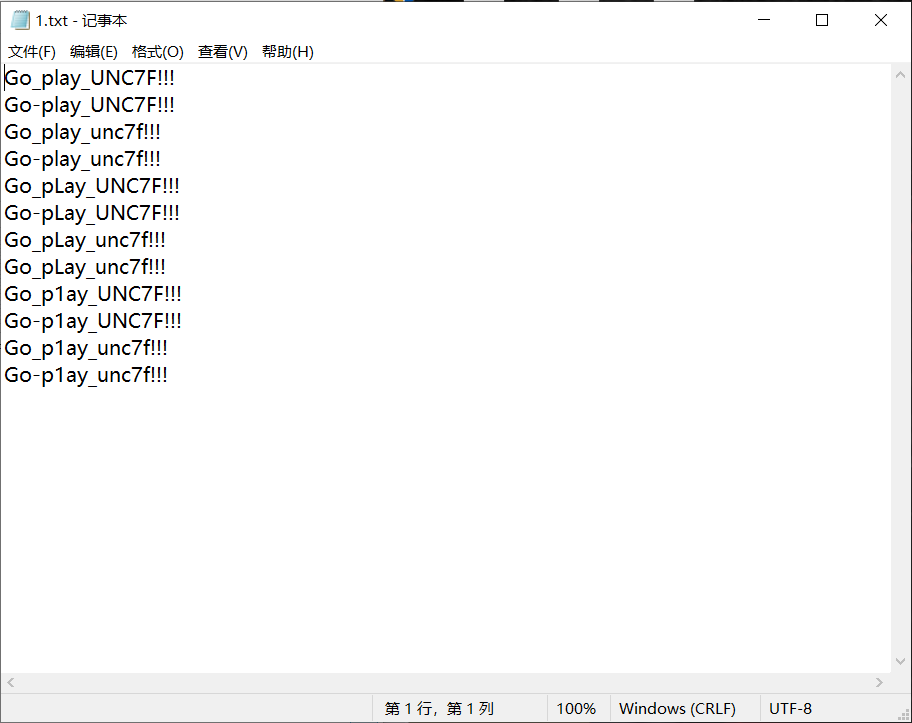 1.txt - 记事本
文件(F) 编辑(E) 格式(O) 查看(V) 帮助(H)
Go_play_UNC7F!!!
Go-play_UNC7F!!!
Go_play_unc7f!!!
Go-play_unc7f!!!
Go_pLay_UNC7F!!!
Go-pLay_UNC7F!!!
Go_pLay_unc7f!!!
Go_pLay_unc7f!!!
Go_p1ay_UNC7F!!!
Go-p1ay_UNC7F!!!
Go_p1ay_unc7f!!!
Go-p1ay_unc7f!!!
第 1 行，第 1 列 100% Windows (CRLF) UTF-8